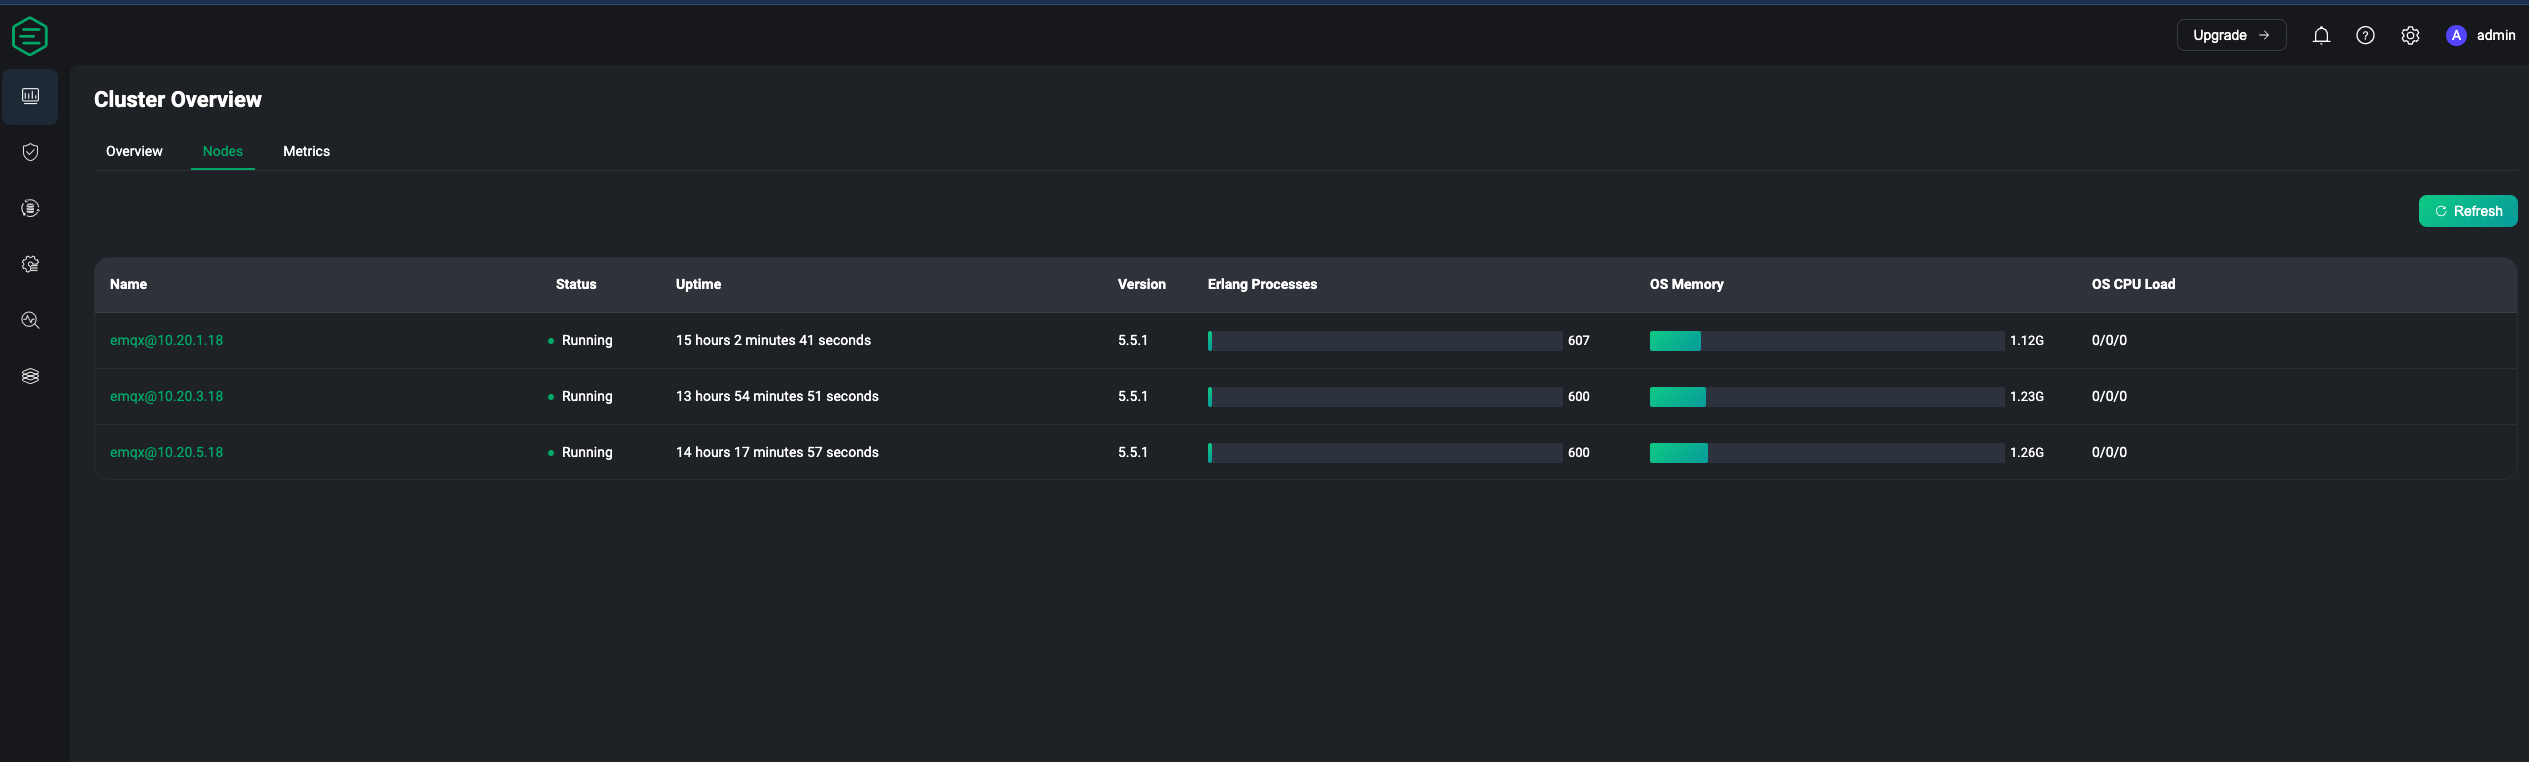 Upgrade → admin
A
Cluster Overview
Overview Nodes Metrics
Refresh
Name Status Uptime Version Erlang Processes OS Memory OS CPU Load
emqx@10.20.1.18 Running 15 hours 2 minutes 41 seconds 5.5.1 607 1.12G 0/0/0
emqx@10.20.3.18 Running 13 hours 54 minutes 51 seconds 5.5.1 600 1.23G 0/0/0
emqx@10.20.5.18 Running 14 hours 17 minutes 57 seconds 5.5.1 600 1.26G 0/0/0